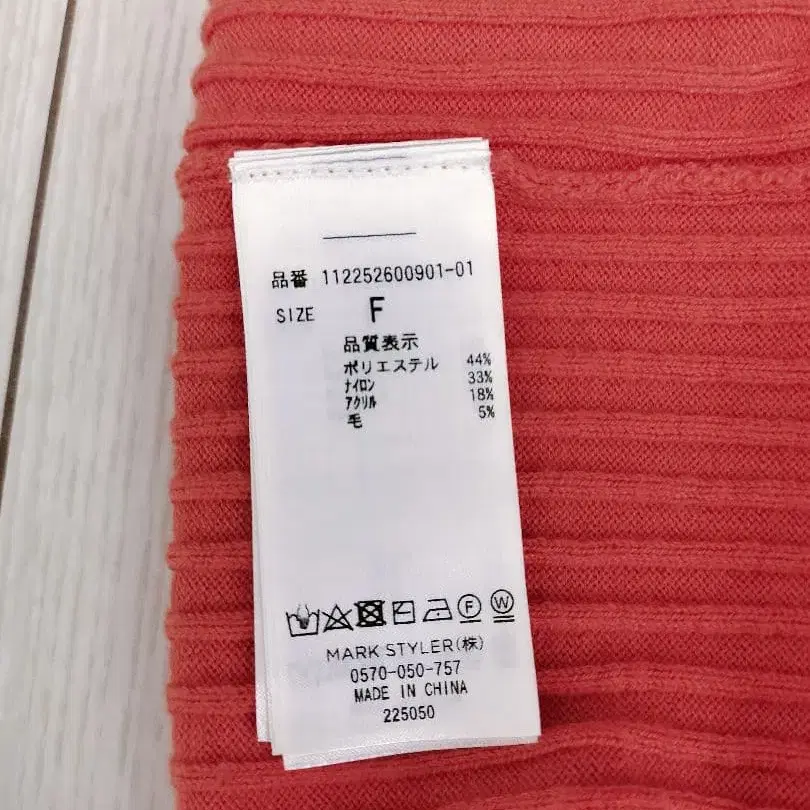 品番 112252600901-01
SIZE F
品質表示
ポリエステル 44%
ナイロン 33%
アクリル 18%
毛 5%
F W
MARK STYLER(株)
0570-050-757
MADE IN CHINA
225050